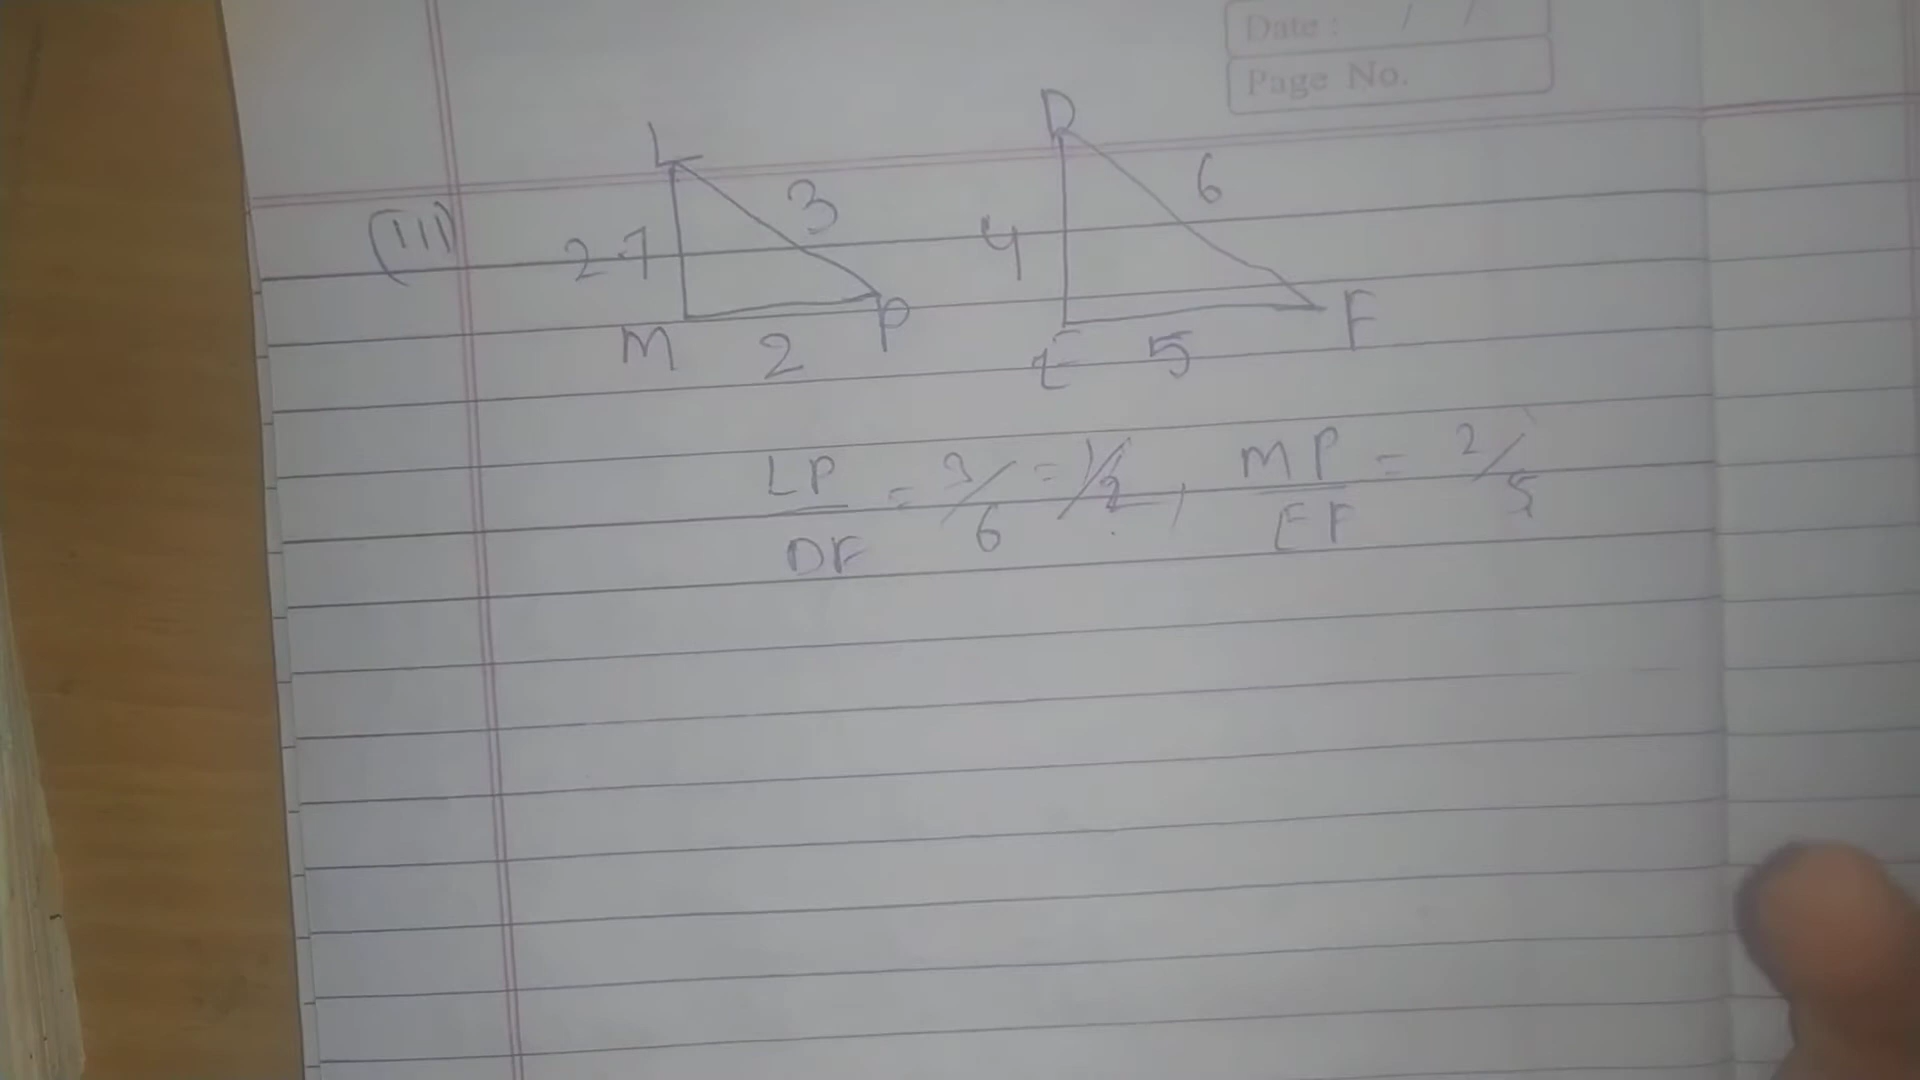 Date : / /
Page No.
L D
(III) 2.7 3 4 6
M 2 P E 5 F
LP/DF = 3/6 = 1/2, MP/EF = 2/5